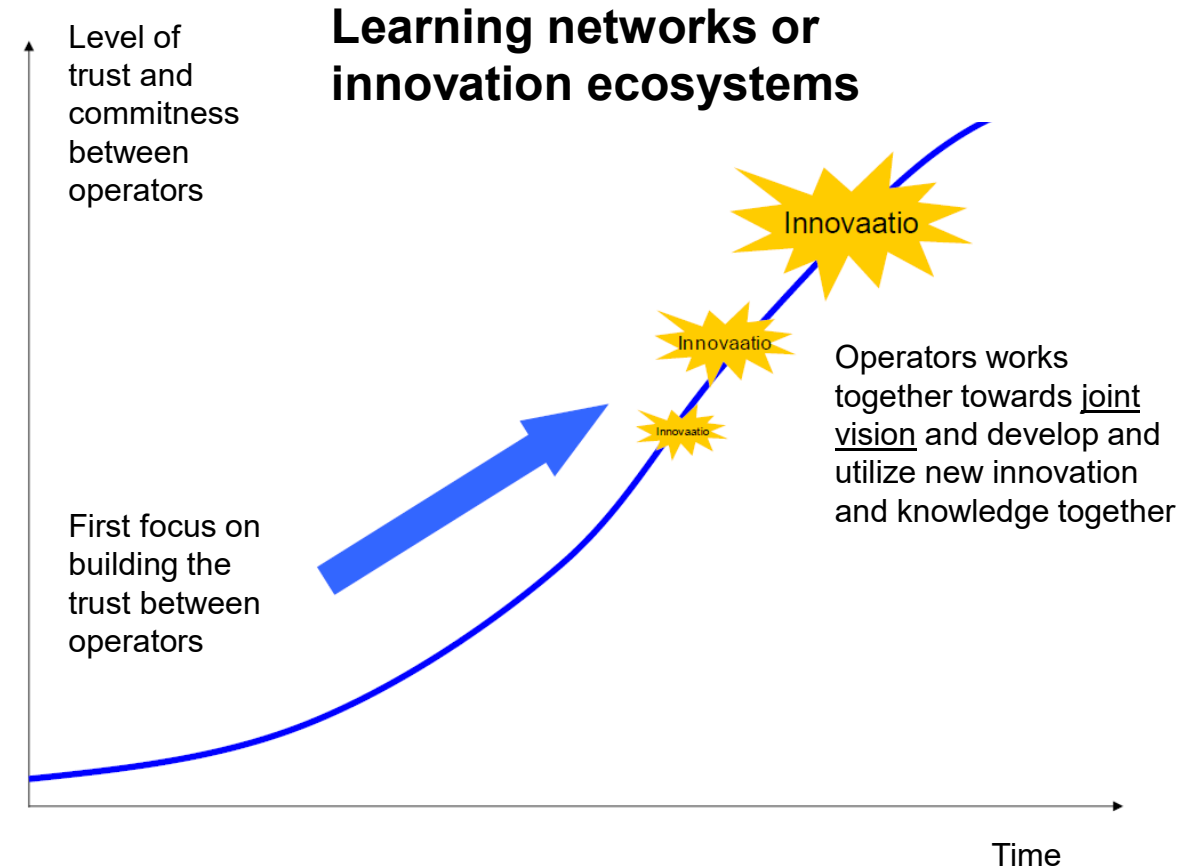 Learning networks or
innovation ecosystems
Level of
trust and
commitness
between
operators
Innovaatio
Innovaatio
Innovaatio
Operators works
together towards joint
vision and develop and
utilize new innovation
and knowledge together
First focus on
building the
trust between
operators
Time